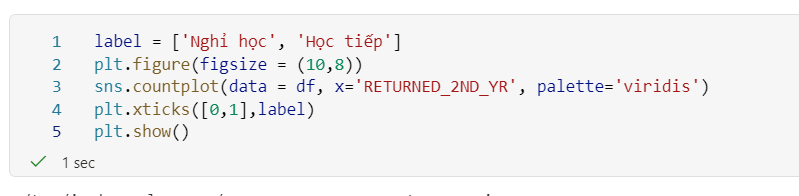 1 label = ['Nghỉ học', 'Học tiếp']
2 plt.figure(figsize = (10,8))
3 sns.countplot(data = df, x='RETURNED_2ND_YR', palette='viridis')
4 plt.xticks([0,1],label)
5 plt.show()
1 sec